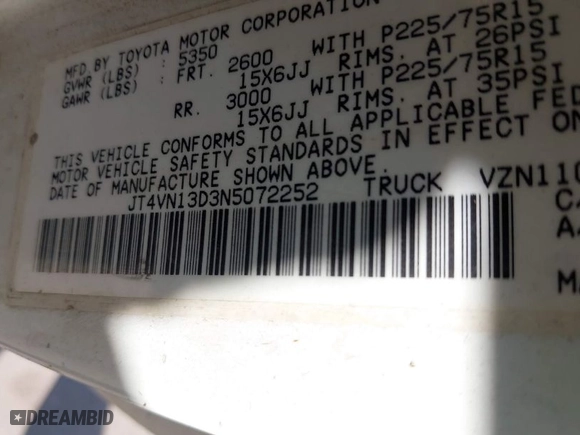 MFD BY TOYOTA MOTOR CORPORATION
GVWR (LBS) : 5350
GAWR (LBS) : FRT. 2600 WITH P225/75R15
15X6JJ RIMS. AT 26PSI
RR. 3000 WITH P225/75R15
15X6JJ RIMS. AT 35PSI
THIS VEHICLE CONFORMS TO ALL APPLICABLE FED
MOTOR VEHICLE SAFETY STANDARDS IN EFFECT ON
DATE OF MANUFACTURE SHOWN ABOVE.
JT4VN13D3N5072252 TRUCK VZN110
C
A
M
DREAMBID